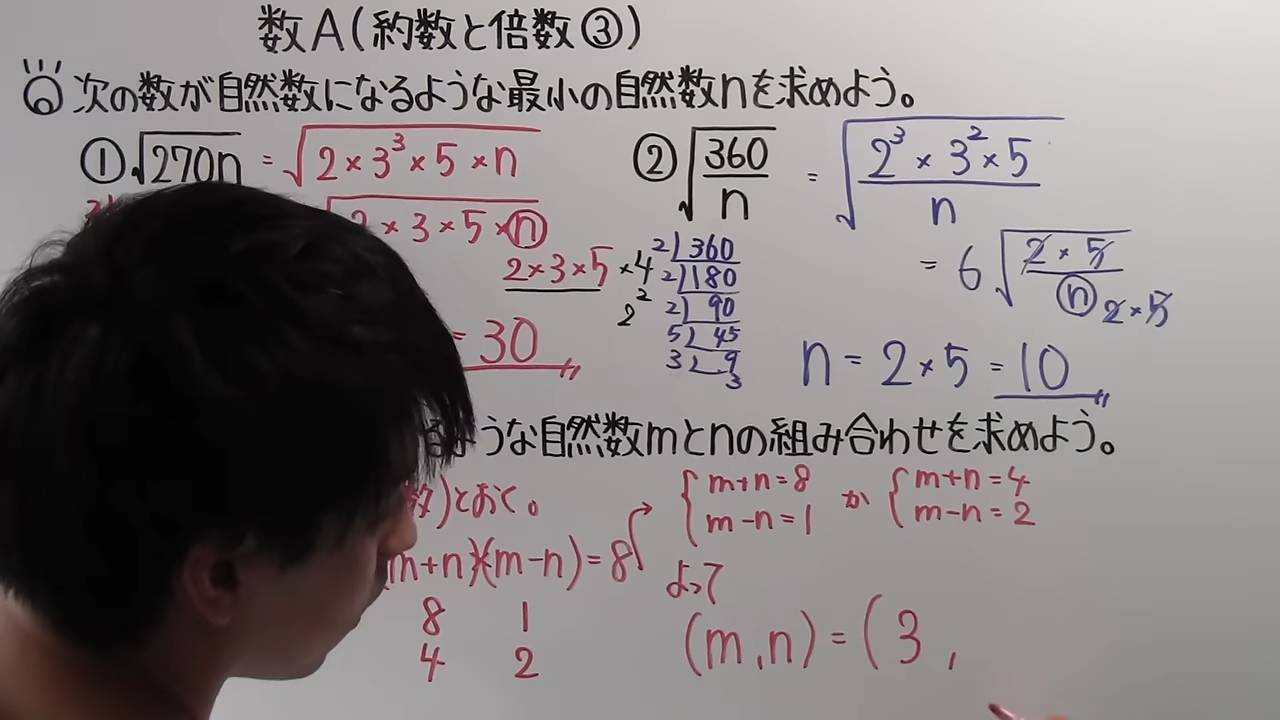 数A(約数と倍数③)
次の数が自然数になるような最小の自然数nを求めよう。
①√270n = √2×3³×5×n
2×3×5×n
2×3×5×4
2²
= 30
②√360/n = √2³×3²×5/n
= 6√2×5/n 2×5
2)360
2)180
2)90
5)45
3)9
3
n = 2×5 = 10
ような自然数mとnの組み合わせを求めよう。
数)とおく。
(m+n)×(m-n)=8
8 1
4 2
{m+n=8
m-n=1
か
{m+n=4
m-n=2
よって
(m,n)=(3,